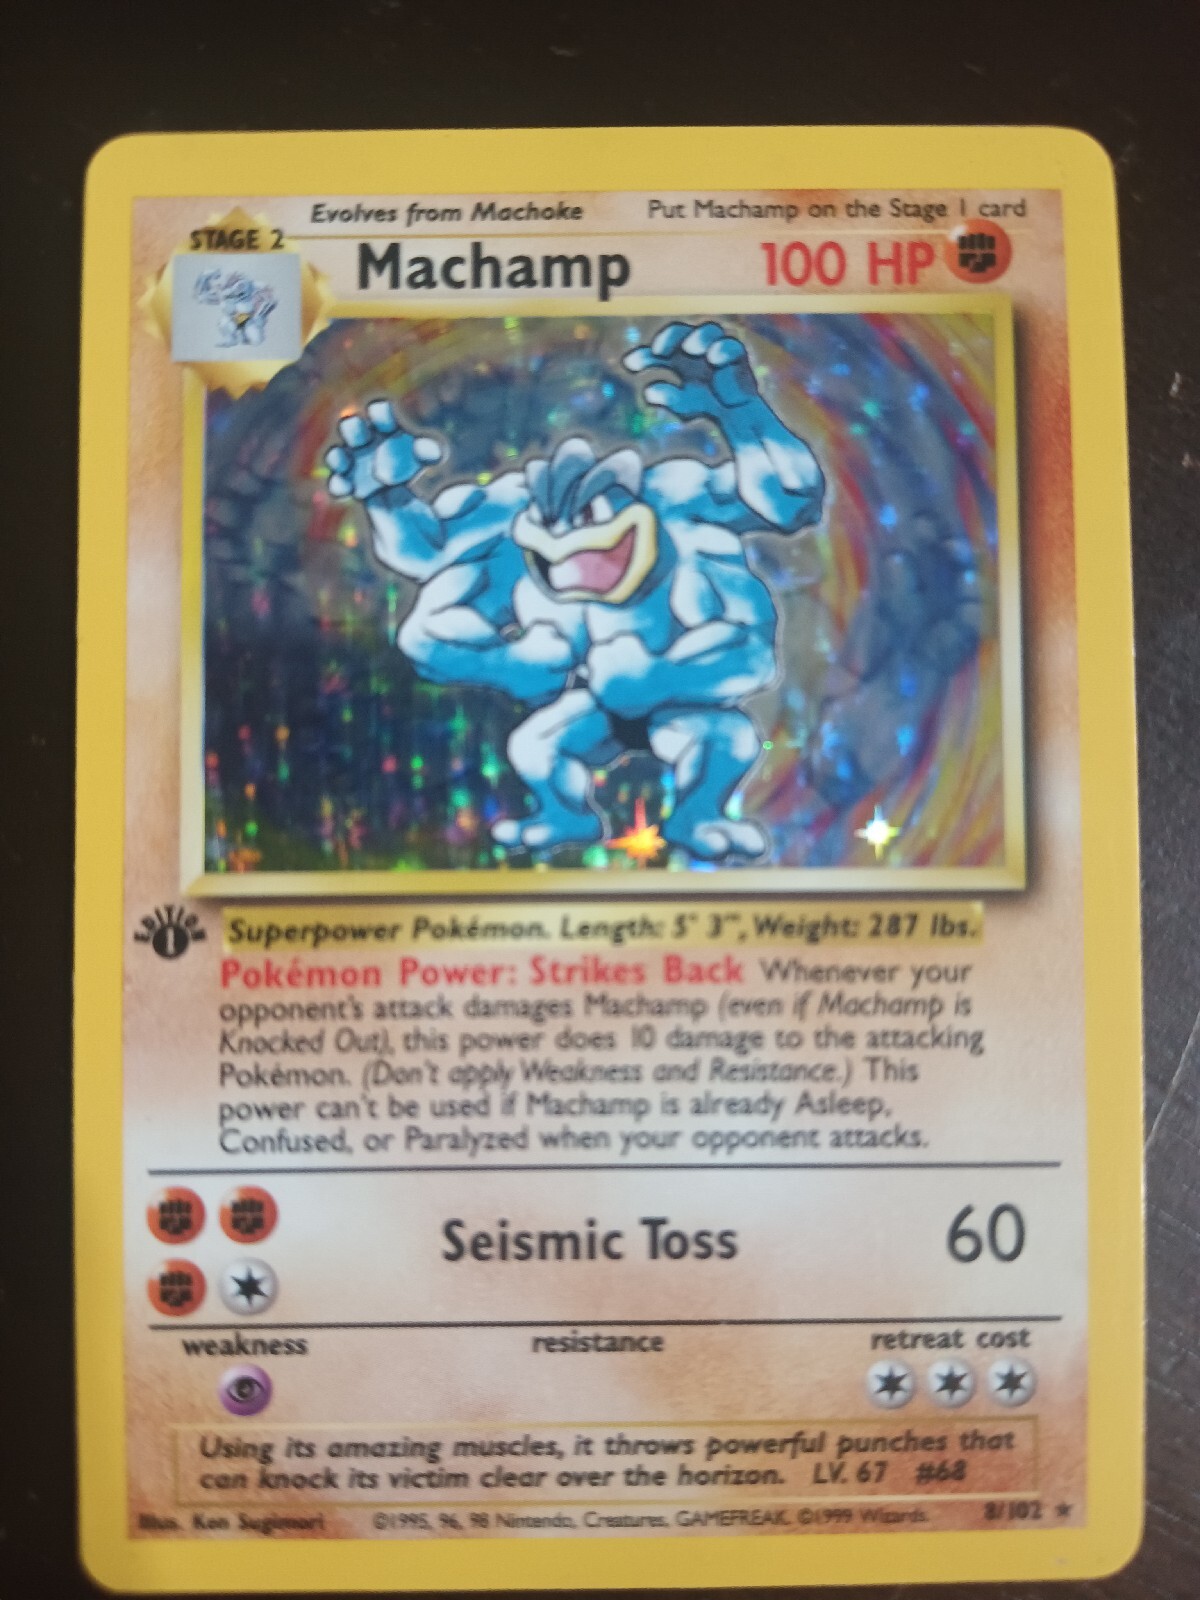 Evolves from Machoke Put Machamp on the Stage 1 card
STAGE 2
Machamp 100 HP
EDITION
1
Superpower Pokémon. Length: 5' 3", Weight: 287 lbs.
Pokémon Power: Strikes Back Whenever your
opponent's attack damages Machamp (even if Machamp is
Knocked Out), this power does 10 damage to the attacking
Pokémon. (Don't apply Weakness and Resistance.) This
power can't be used if Machamp is already Asleep,
Confused, or Paralyzed when your opponent attacks.
Seismic Toss 60
weakness resistance retreat cost
Using its amazing muscles, it throws powerful punches that
can knock its victim clear over the horizon. LV. 67 #68
Illus. Ken Sugimori ©1995, 96, 98 Nintendo, Creatures, GAMEFREAK. ©1999 Wizards. 8/102 ★